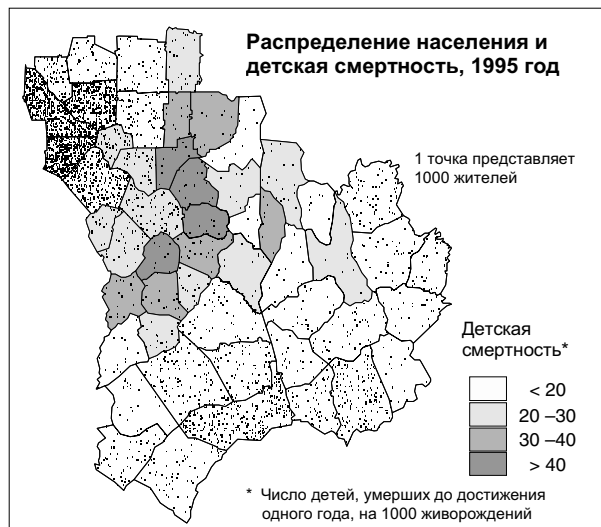 Распределение населения и
детская смертность, 1995 год
1 точка представляет
1000 жителей
Детская
смертность*
< 20
20 –30
30 –40
> 40
* Число детей, умерших до достижения
одного года, на 1000 живорождений